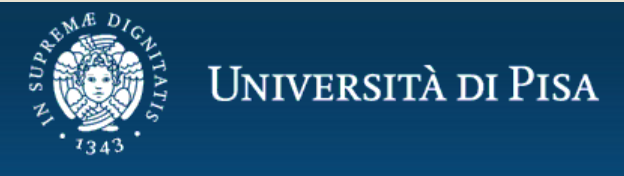 IN SUPREMÆ DIGNITATIS
· 1343 ·
UNIVERSITÀ DI PISA